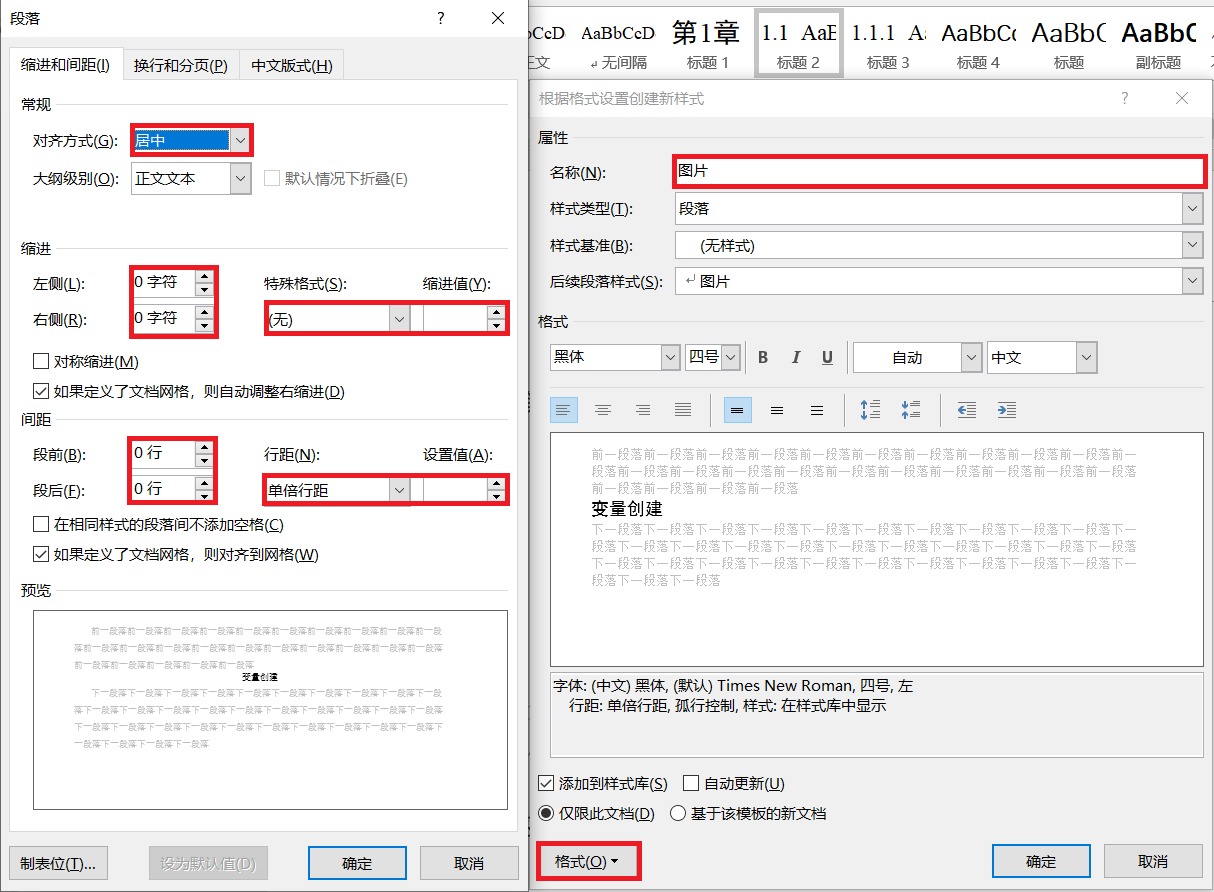 段落
?
缩进和间距(I) 换行和分页(P) 中文版式(H)
常规
对齐方式(G): 居中
大纲级别(O): 正文文本 默认情况下折叠(E)
缩进
左侧(L): 0 字符 特殊格式(S): 缩进值(Y):
右侧(R): 0 字符 (无)
对称缩进(M)
如果定义了文档网格，则自动调整右缩进(D)
间距
段前(B): 0 行 行距(N): 设置值(A):
段后(F): 0 行 单倍行距
在相同样式的段落间不添加空格(C)
如果定义了文档网格，则对齐到网格(W)
预览
前一段落前一段落前一段落前一段落前一段落前一段落前一段落前一段落前一段落前一段
落前一段落前一段落前一段落前一段落前一段落前一段落前一段落前一段落前一段落前一段落
前一段落前一段落前一段落前一段落前一段落
变量创建
下一段落下一段落下一段落下一段落下一段落下一段落下一段落下一段落下一段落下一段
落下一段落下一段落下一段落下一段落下一段落下一段落下一段落下一段落下一段落下一段落
下一段落下一段落下一段落下一段落下一段落下一段落下一段落下一段落下一段落下一段落下
一段落下一段落下一段落下一段落
制表位(T)... 设为默认值(D) 确定 取消
AaBbCcD 第1章 1.1 AaB 1.1.1 Aa AaBbCc AaBbC AaBbC
正文 无间隔 标题 1 标题 2 标题 3 标题 4 标题 副标题
根据格式设置创建新样式 ?
属性
名称(N): 图片
样式类型(T): 段落
样式基准(B): (无样式)
后续段落样式(S): 图片
格式
黑体 四号 B I U 自动 中文
前一段落前一段落前一段落前一段落前一段落前一段落前一段落前一段落前一段落前一段落前一
段落前一段落前一段落前一段落前一段落前一段落前一段落前一段落前一段落前一段落前一段落
前一段落前一段落前一段落前一段落
变量创建
下一段落下一段落下一段落下一段落下一段落下一段落下一段落下一段落下一段落下一段落下一
段落下一段落下一段落下一段落下一段落下一段落下一段落下一段落下一段落下一段落下一段落
下一段落下一段落下一段落下一段落下一段落下一段落下一段落下一段落下一段落下一段落下一
段落下一段落下一段落
字体: (中文) 黑体, (默认) Times New Roman, 四号, 左
行距: 单倍行距, 孤行控制, 样式: 在样式库中显示
添加到样式库(S) 自动更新(U)
仅限此文档(D) 基于该模板的新文档
格式(O) 确定 取消